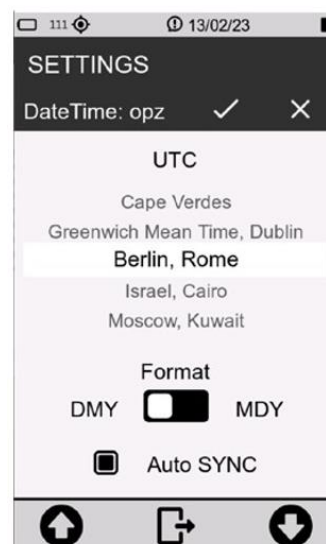 111 13/02/23
SETTINGS
DateTime: opz
UTC
Cape Verdes
Greenwich Mean Time, Dublin
Berlin, Rome
Israel, Cairo
Moscow, Kuwait
Format
DMY MDY
Auto SYNC